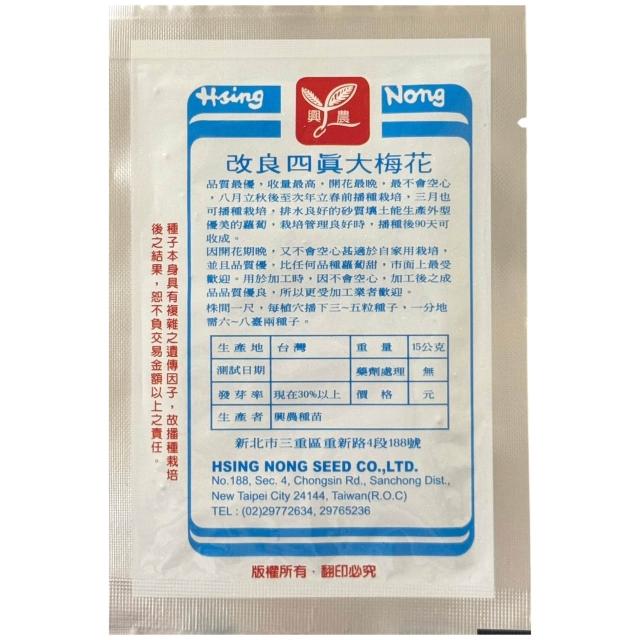 Hsing Nong
興農
改良四眞大梅花
品質最優，收量最高，開花最晚，最不會空心
，八月立秋後至次年立春前播種栽培，三月也
可播種栽培，排水良好的砂質填土能生產外型
優美的蘿蔔，栽培管理良好時，播種後90天可
收成。
因開花期晚，又不會空心甚適於自家用栽培，
並且品質優，比任何品種蘿蔔甜，市面上最受
歡迎。用於加工時，因不會空心，加工後之成
品品質優良，所以更受加工業者歡迎。
株間一尺，每植穴播下三~五粒種子，一分地
需六~八臺兩種子。
生產地 台灣 重量 15公克
測試日期 藥劑處理 無
發芽率 現在30%以上 價格 元
生產者 興農種苗
新北市三重區重新路4段188號
HSING NONG SEED CO.,LTD.
No.188, Sec. 4, Chongsin Rd., Sanchong Dist.,
New Taipei City 24144, Taiwan(R.O.C)
TEL : (02)29772634, 29765236
種子本身具有複雜之遺傳因子，故播種栽培
後之結果，恕不負交易金額以上之責任。
版權所有．翻印必究